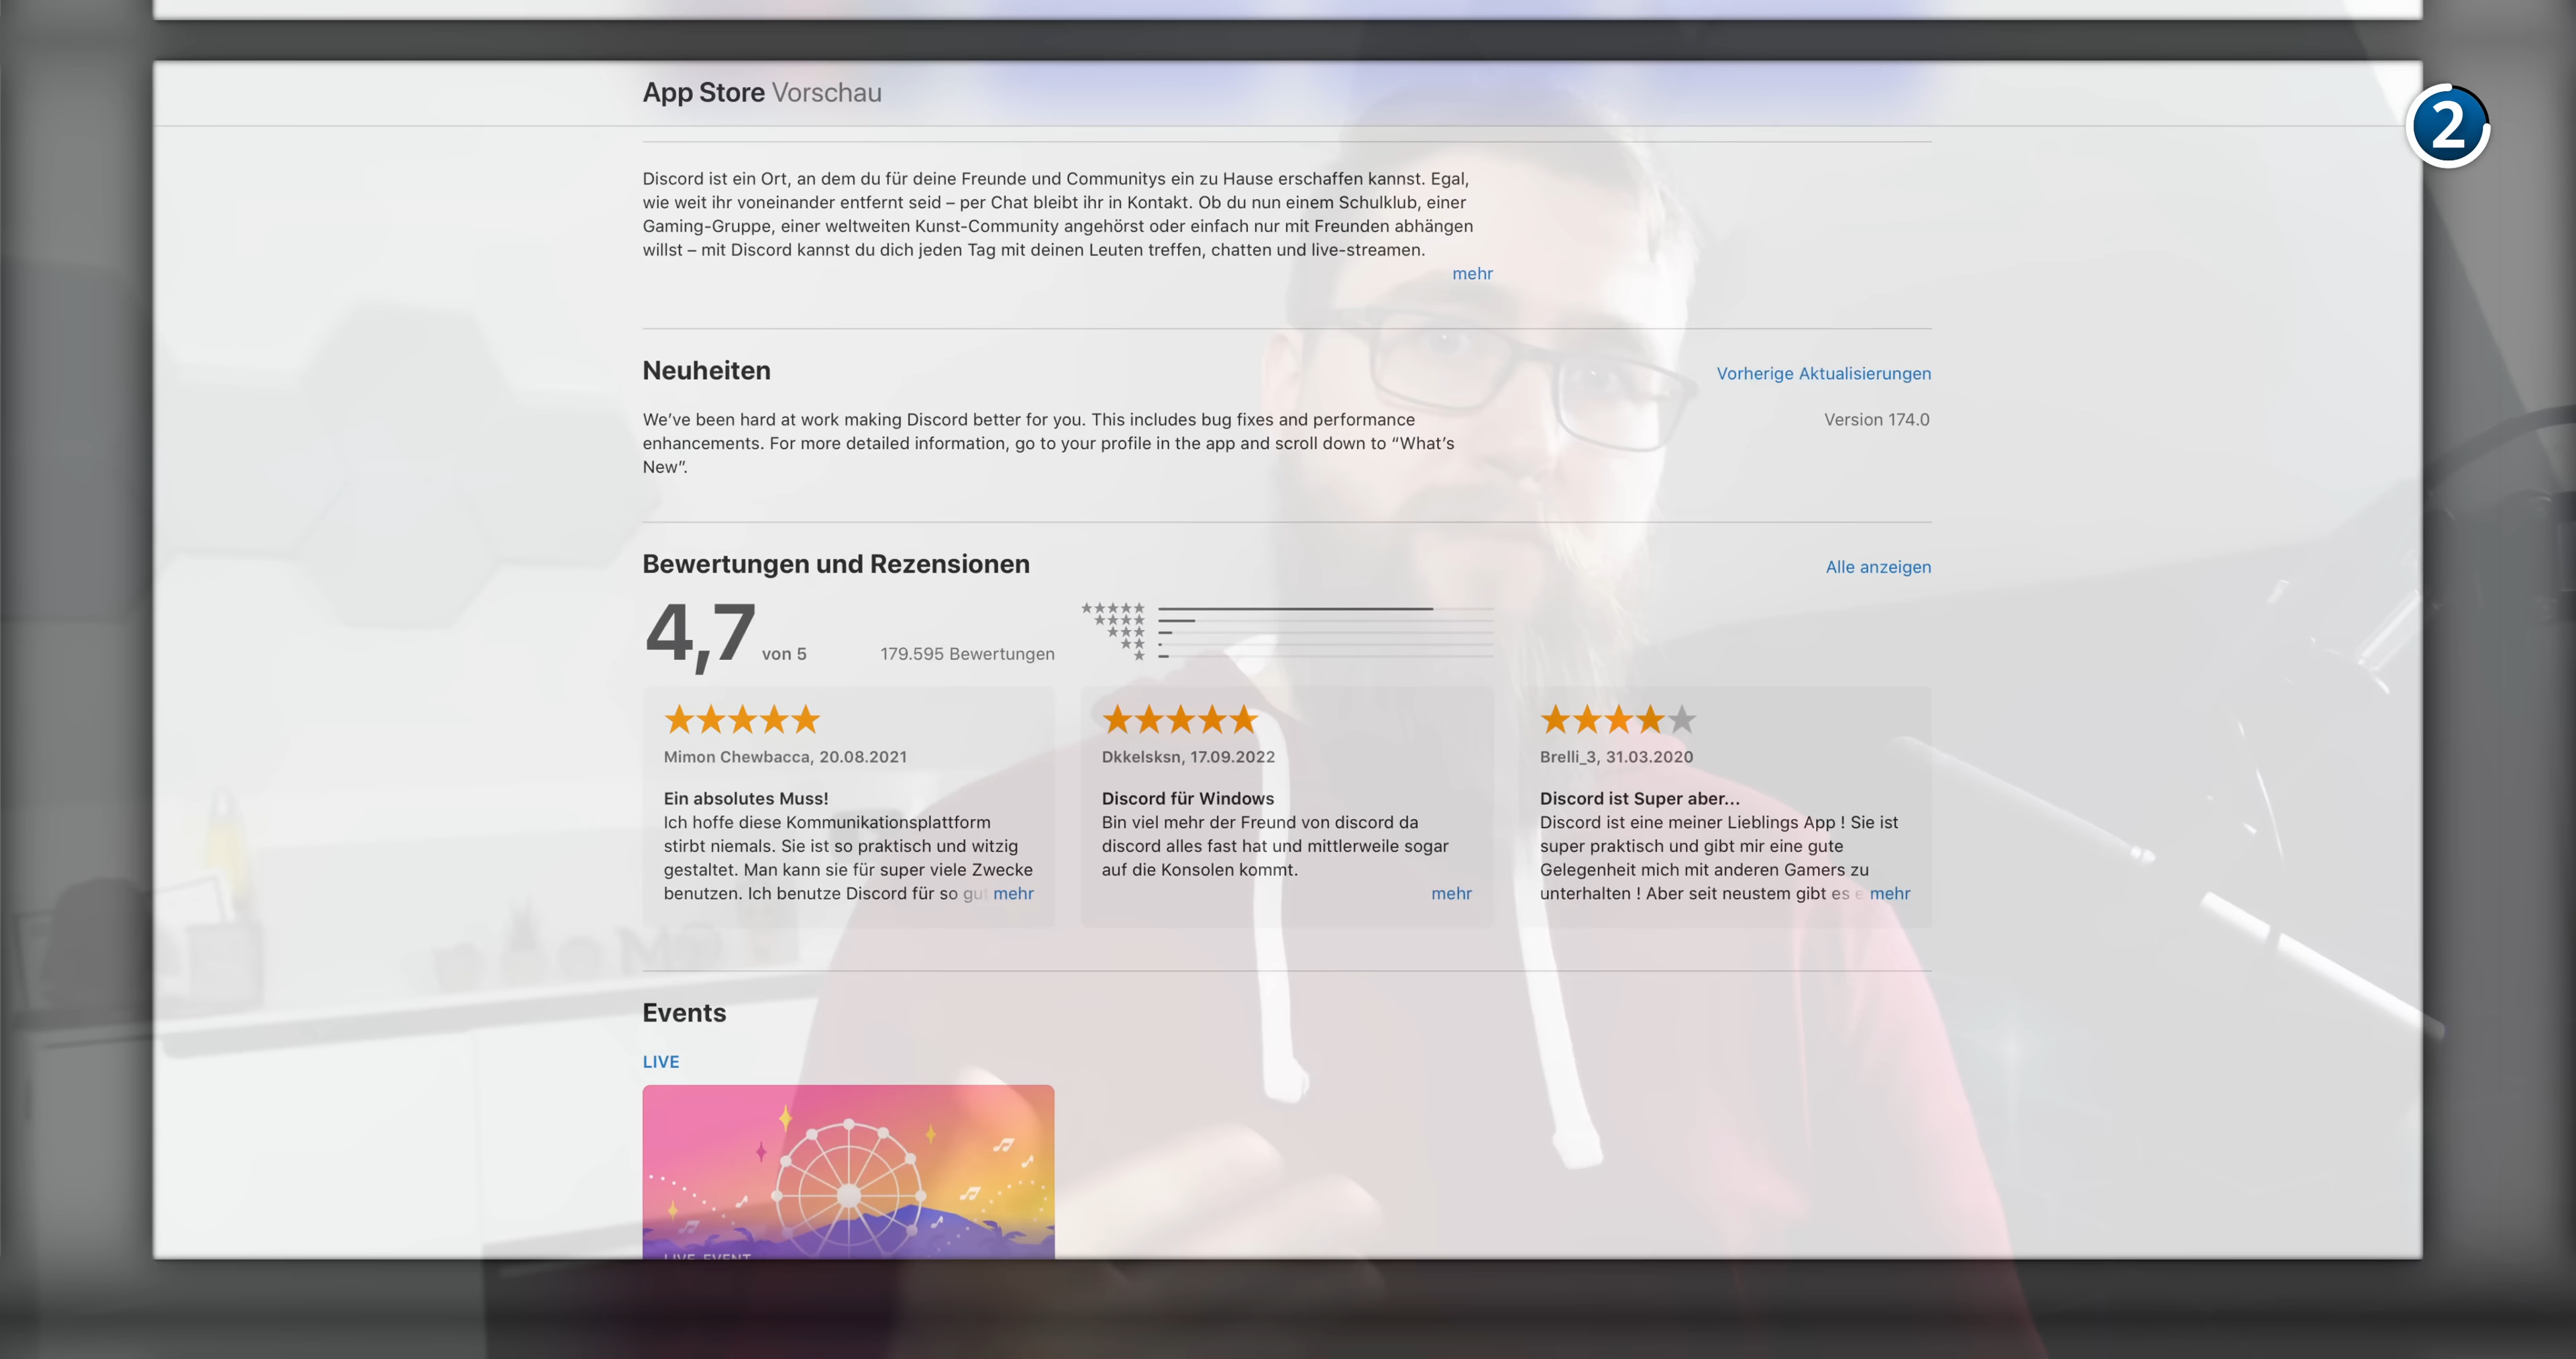 App Store Vorschau
2
Discord ist ein Ort, an dem du für deine Freunde und Communitys ein zu Hause erschaffen kannst. Egal,
wie weit ihr voneinander entfernt seid – per Chat bleibt ihr in Kontakt. Ob du nun einem Schulklub, einer
Gaming-Gruppe, einer weltweiten Kunst-Community angehörst oder einfach nur mit Freunden abhängen
willst – mit Discord kannst du dich jeden Tag mit deinen Leuten treffen, chatten und live-streamen.
mehr
Neuheiten
Vorherige Aktualisierungen
We’ve been hard at work making Discord better for you. This includes bug fixes and performance
enhancements. For more detailed information, go to your profile in the app and scroll down to “What’s
New”.
Version 174.0
Bewertungen und Rezensionen
Alle anzeigen
4,7 von 5
179.595 Bewertungen
Mimon Chewbacca, 20.08.2021
Ein absolutes Muss!
Ich hoffe diese Kommunikationsplattform
stirbt niemals. Sie ist so praktisch und witzig
gestaltet. Man kann sie für super viele Zwecke
benutzen. Ich benutze Discord für so gut mehr
Dkkelsksn, 17.09.2022
Discord für Windows
Bin viel mehr der Freund von discord da
discord alles fast hat und mittlerweile sogar
auf die Konsolen kommt.
mehr
Brelli_3, 31.03.2020
Discord ist Super aber...
Discord ist eine meiner Lieblings App ! Sie ist
super praktisch und gibt mir eine gute
Gelegenheit mich mit anderen Gamers zu
unterhalten ! Aber seit neustem gibt es e mehr
Events
LIVE
LIVE-EVENT